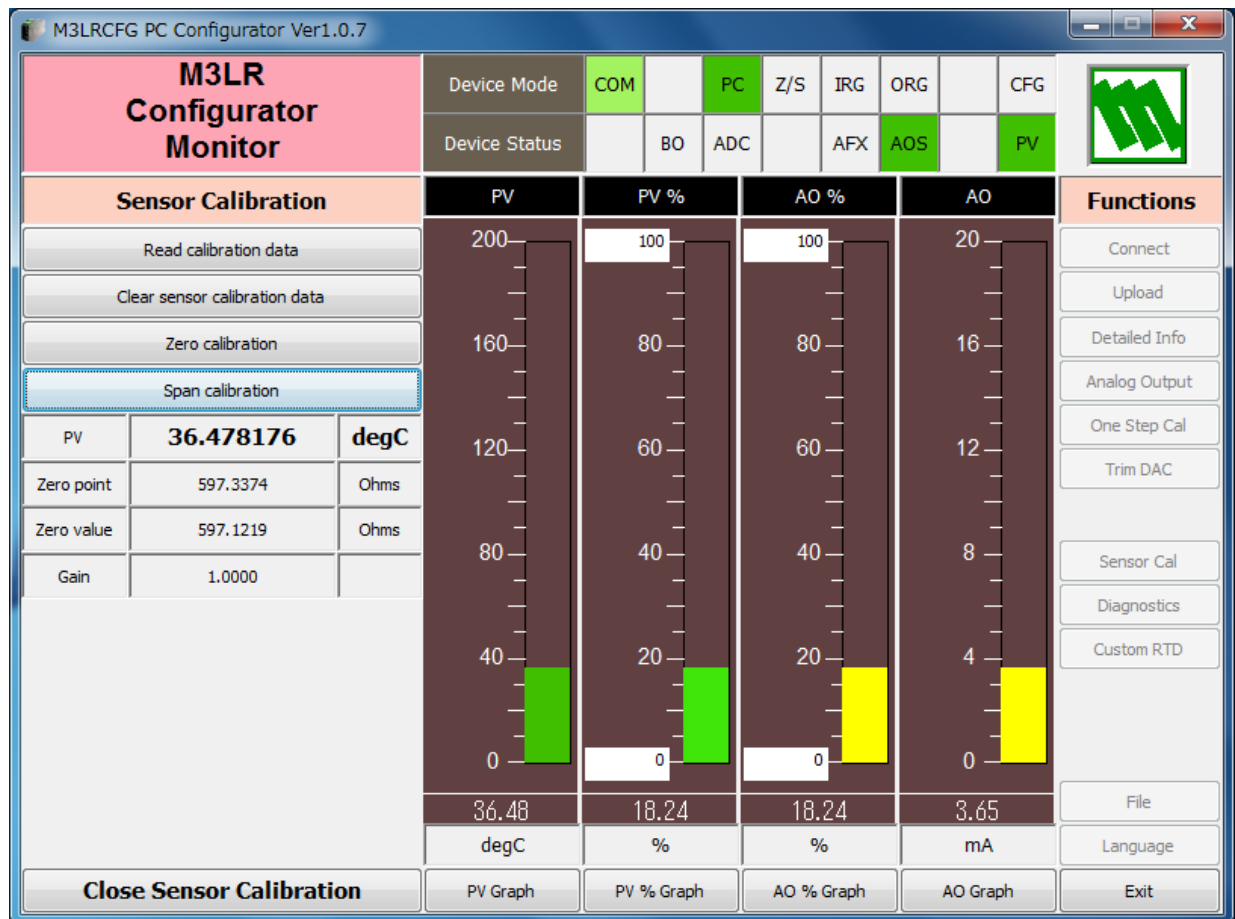 M3LRCFG PC Configurator Ver1.0.7
M3LR
Configurator
Monitor
Device Mode COM PC Z/S IRG ORG CFG
Device Status BO ADC AFX AOS PV
Sensor Calibration
Read calibration data
Clear sensor calibration data
Zero calibration
Span calibration
PV 36.478176 degC
Zero point 597.3374 Ohms
Zero value 597.1219 Ohms
Gain 1.0000
Close Sensor Calibration
PV
200
160
120
80
40
0
36.48
degC
PV Graph
PV %
100
80
60
40
20
0
18.24
%
PV % Graph
AO %
100
80
60
40
20
0
18.24
%
AO % Graph
AO
20
16
12
8
4
0
3.65
mA
AO Graph
Functions
Connect
Upload
Detailed Info
Analog Output
One Step Cal
Trim DAC
Sensor Cal
Diagnostics
Custom RTD
File
Language
Exit